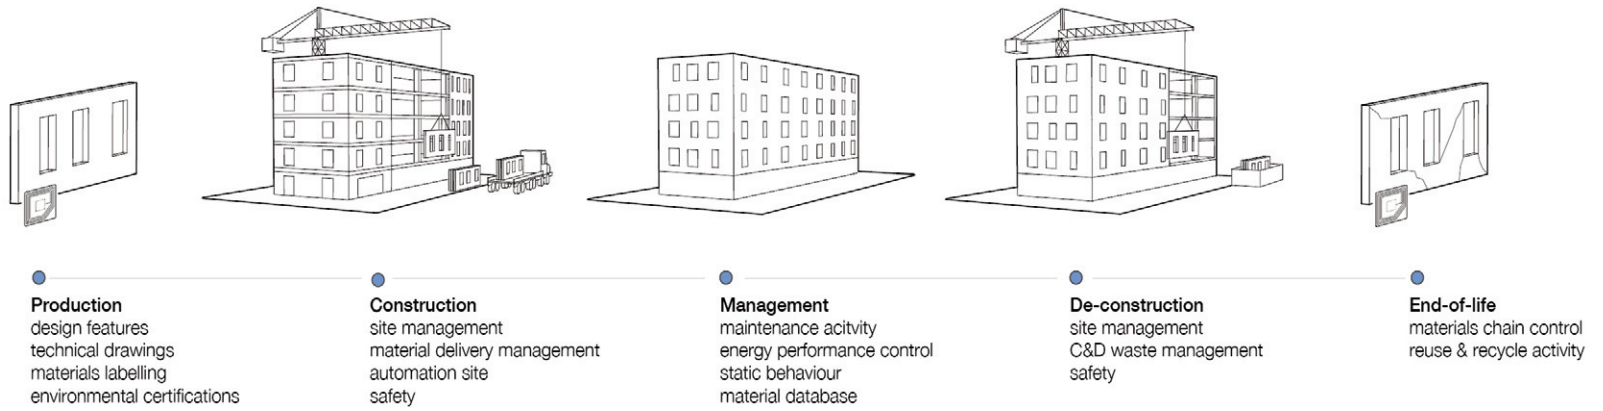 Production
design features
technical drawings
materials labelling
environmental certifications
Construction
site management
material delivery management
automation site
safety
Management
maintenance acitvity
energy performance control
static behaviour
material database
De-construction
site management
C&D waste management
safety
End-of-life
materials chain control
reuse & recycle activity